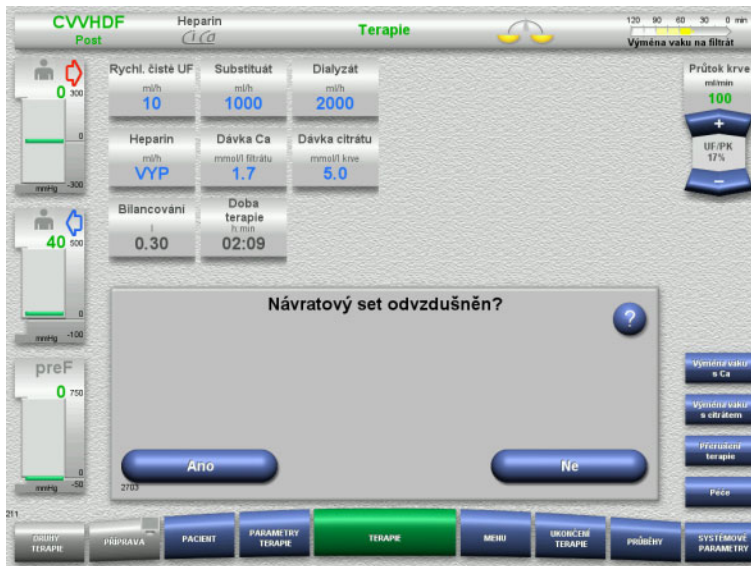 CVVHDF
Post
Heparin
Ci Ca
Terapie
120 90 60 30 0 min
Výměna vaku na filtrát
0 300
0
mmHg -300
40 500
0
mmHg -100
preF
0 750
0
mmHg -50
Rychl. čisté UF
ml/h
10
Substituát
ml/h
1000
Dialyzát
ml/h
2000
Heparin
ml/h
VYP
Dávka Ca
mmol/l filtrátu
1.7
Dávka citrátu
mmol/l krve
5.0
Bilancování
l
0.30
Doba
terapie
h:min
02:09
Průtok krve
ml/min
100
+
UF/PK
17%
−
Návratový set odvzdušněn?
?
Ano
Ne
2703
Výměna vaku
s Ca
Výměna vaku
s citrátem
Přerušení
terapie
Péče
211
DRUHY
TERAPIE
PŘÍPRAVA
PACIENT
PARAMETRY
TERAPIE
TERAPIE
MENU
UKONČENÍ
TERAPIE
PRŮBĚHY
SYSTÉMOVÉ
PARAMETRY